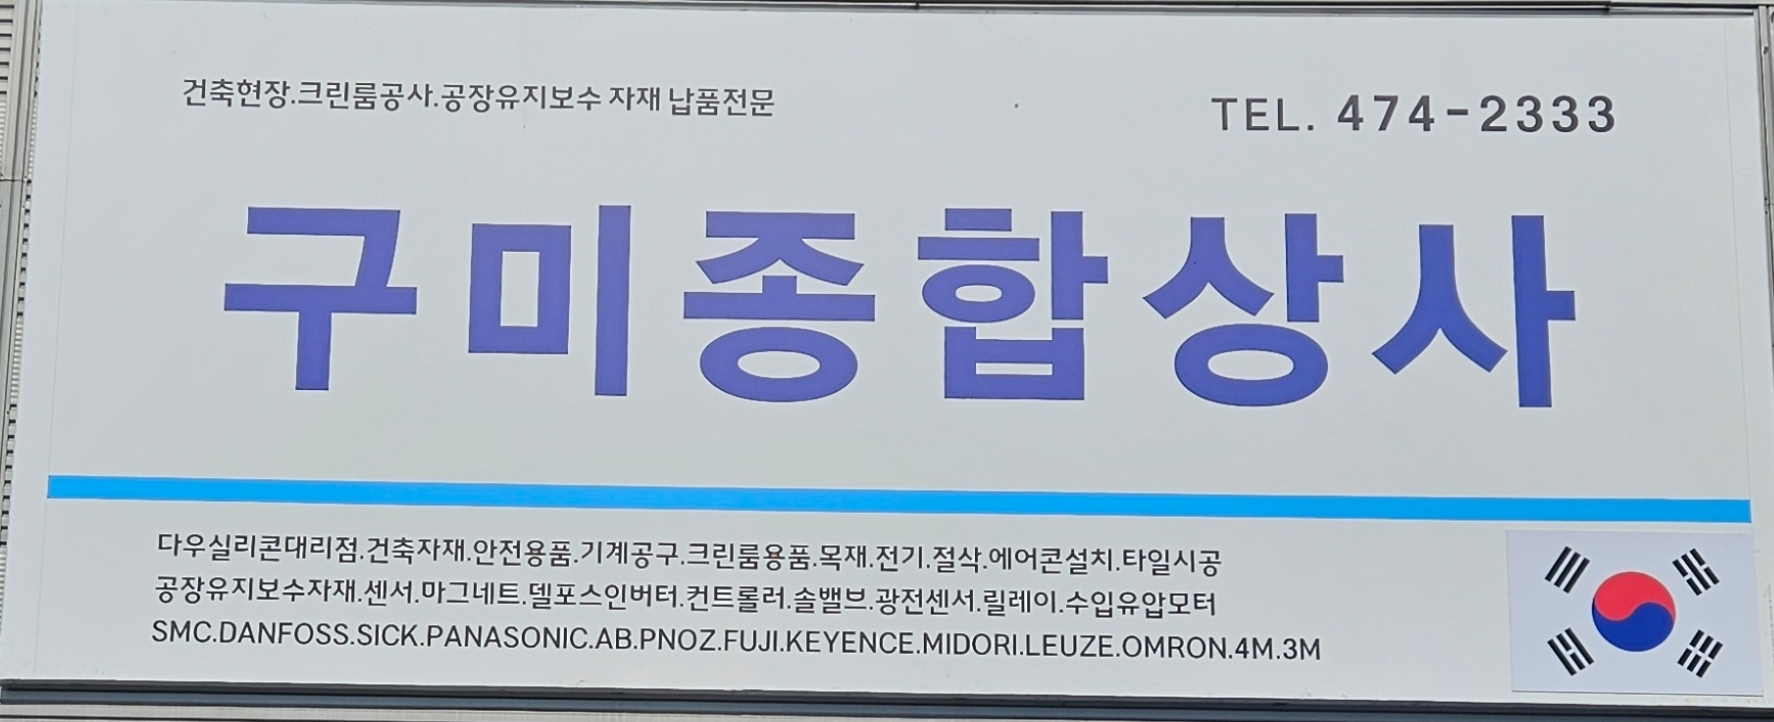 건축현장.크린룸공사.공장유지보수 자재 납품전문
TEL. 474-2333
구미종합상사
다우실리콘대리점.건축자재.안전용품.기계공구.크린룸용품.목재.전기.절삭.에어콘설치.타일시공
공장유지보수자재.센서.마그네트.델포스인버터.컨트롤러.솔밸브.광전센서.릴레이.수입유압모터
SMC.DANFOSS.SICK.PANASONIC.AB.PNOZ.FUJI.KEYENCE.MIDORI.LEUZE.OMRON.4M.3M